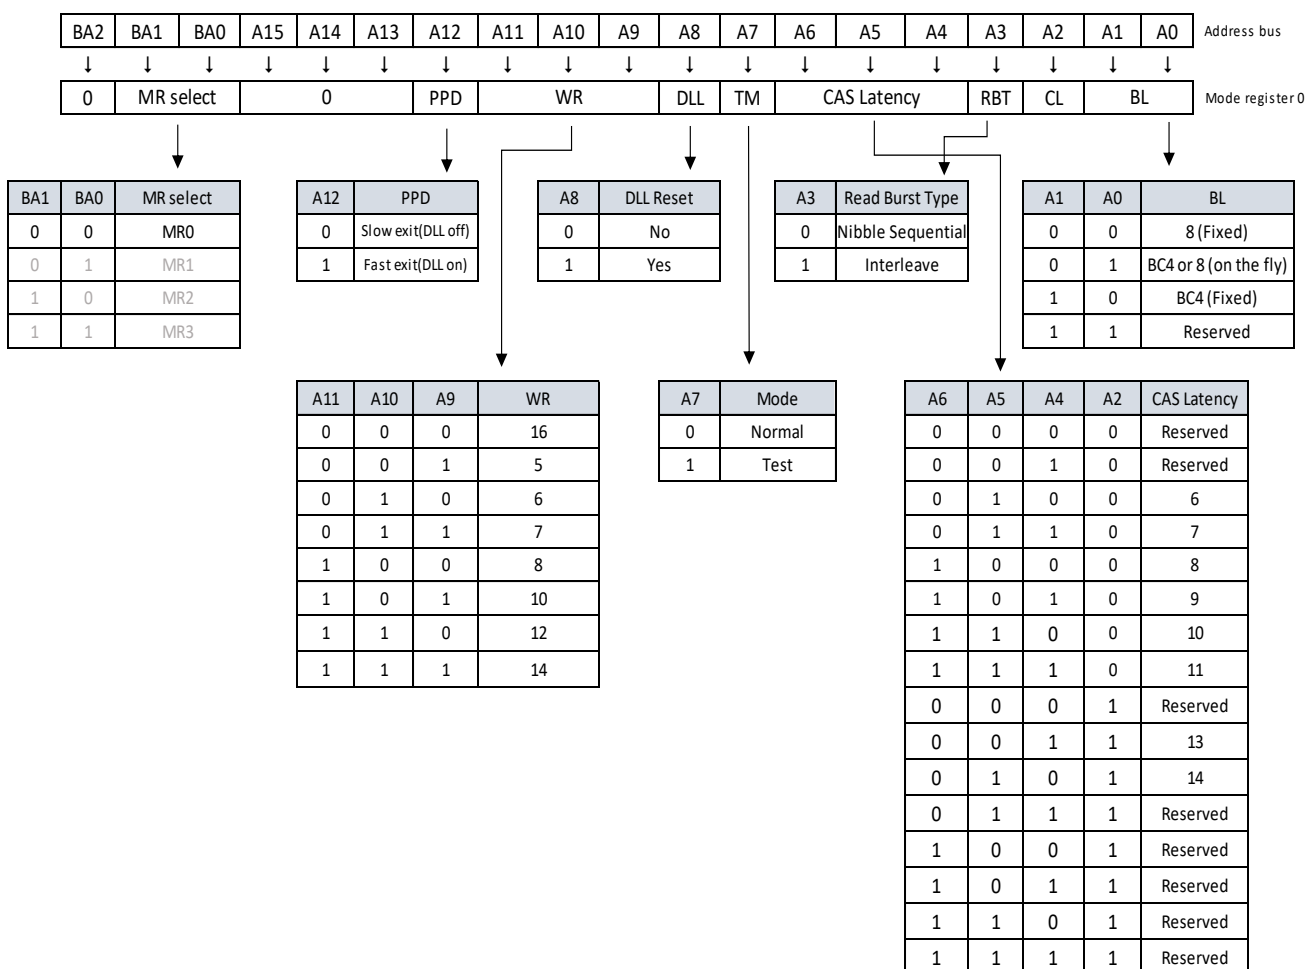 BA2 BA1 BA0 A15 A14 A13 A12 A11 A10 A9 A8 A7 A6 A5 A4 A3 A2 A1 A0 Address bus
0 MR select 0 PPD WR DLL TM CAS Latency RBT CL BL Mode register 0
BA1 BA0 MR select
0 0 MR0
0 1 MR1
1 0 MR2
1 1 MR3
A12 PPD
0 Slow exit(DLL off)
1 Fast exit(DLL on)
A8 DLL Reset
0 No
1 Yes
A3 Read Burst Type
0 Nibble Sequential
1 Interleave
A1 A0 BL
0 0 8 (Fixed)
0 1 BC4 or 8 (on the fly)
1 0 BC4 (Fixed)
1 1 Reserved
A11 A10 A9 WR
0 0 0 16
0 0 1 5
0 1 0 6
0 1 1 7
1 0 0 8
1 0 1 10
1 1 0 12
1 1 1 14
A7 Mode
0 Normal
1 Test
A6 A5 A4 A2 CAS Latency
0 0 0 0 Reserved
0 0 1 0 Reserved
0 1 0 0 6
0 1 1 0 7
1 0 0 0 8
1 0 1 0 9
1 1 0 0 10
1 1 1 0 11
0 0 0 1 Reserved
0 0 1 1 13
0 1 0 1 14
0 1 1 1 Reserved
1 0 0 1 Reserved
1 0 1 1 Reserved
1 1 0 1 Reserved
1 1 1 1 Reserved